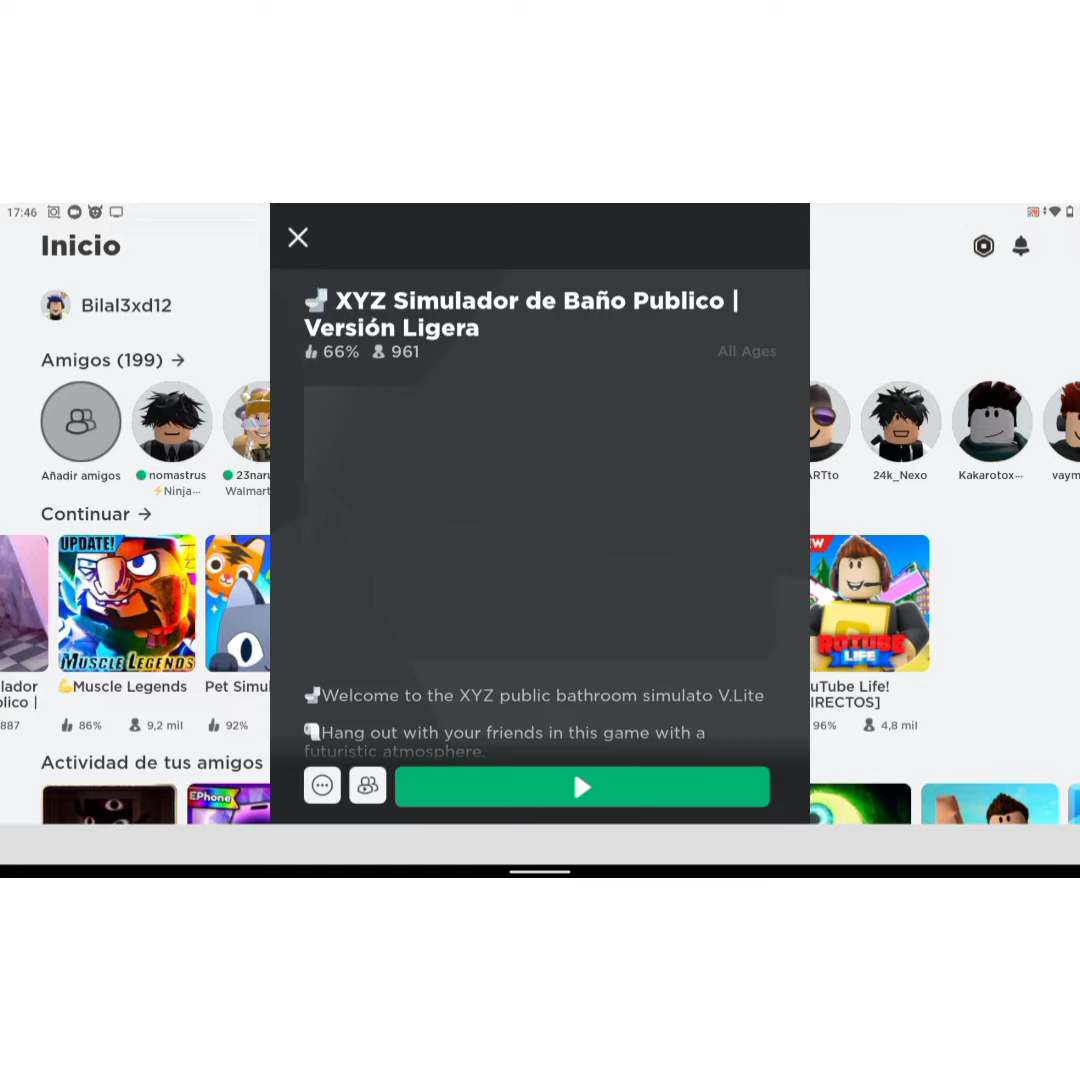 17:46
Inicio
Bilal3xd12
Amigos (199) →
Añadir amigos
nomastrus
⚡Ninja...
23naru
Walmart
RTto
24k_Nexo
Kakarotox...
vaym
Continuar →
UPDATE!
MUSCLE LEGENDS
lador
blico |
887
💪Muscle Legends
86% 9,2 mil
Pet Simul
92%
ROTUBE
LIFE
uTube Life!
IRECTOS]
96% 4,8 mil
Actividad de tus amigos
EPhone
🚽 XYZ Simulador de Baño Publico |
Versión Ligera
66% 961
All Ages
🚽Welcome to the XYZ public bathroom simulato V.Lite
🧻Hang out with your friends in this game with a
futuristic atmosphere.